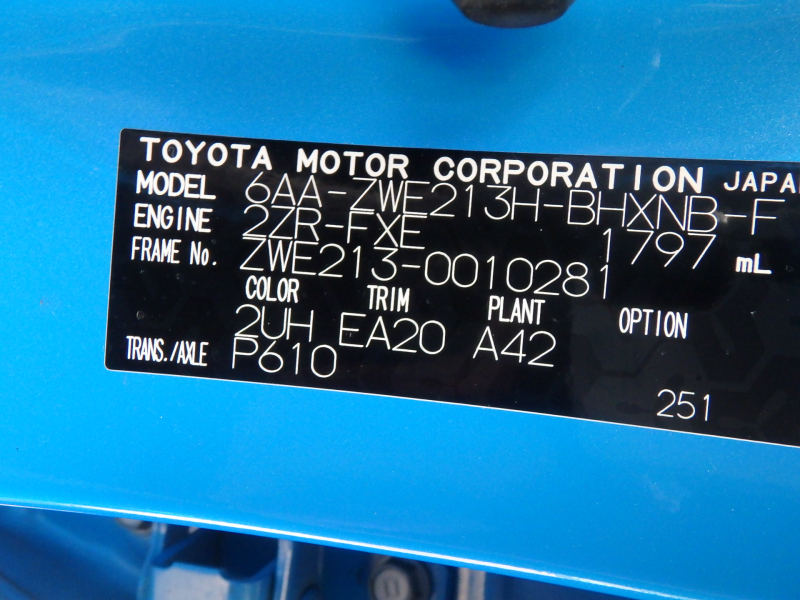 TOYOTA MOTOR CORPORATION JAPA
MODEL 6AA-ZWE213H-BHXNB-F
ENGINE 2ZR-FXE 1797 mL
FRAME No. ZWE213-0010281
COLOR TRIM PLANT OPTION
2UH EA20 A42
TRANS./AXLE P610
251